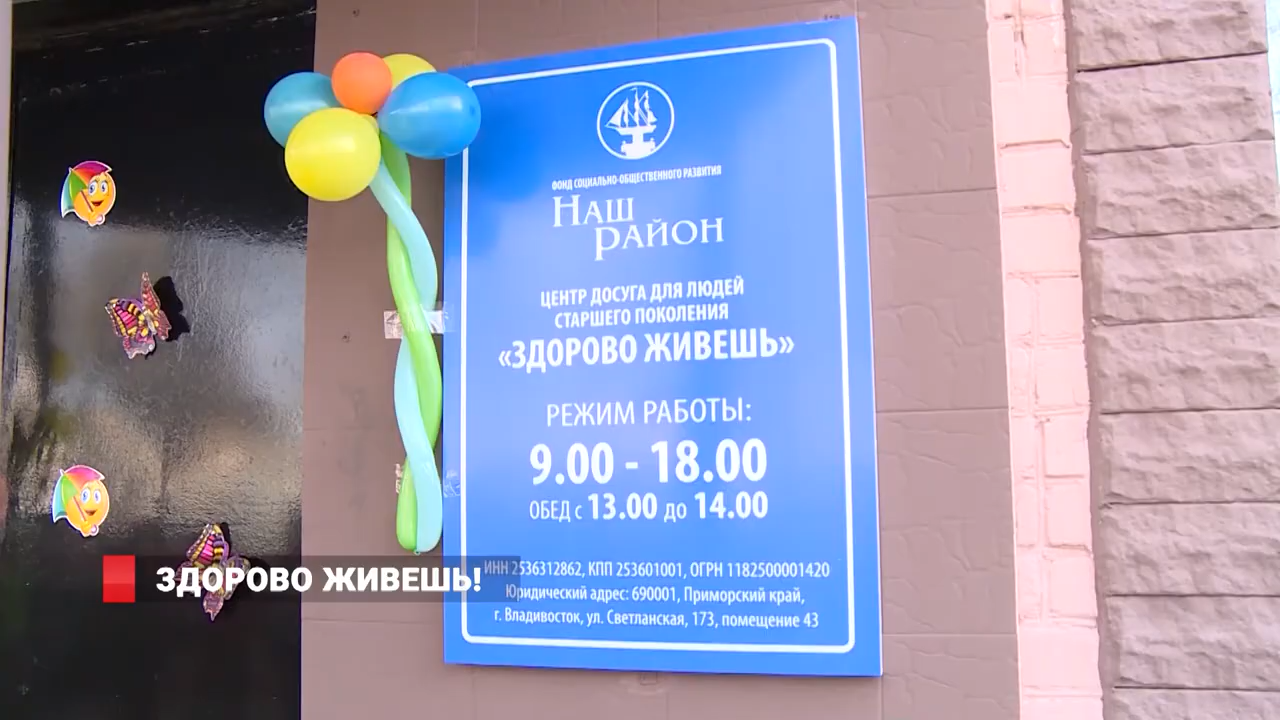 ФОНД СОЦИАЛЬНО-ОБЩЕСТВЕННОГО РАЗВИТИЯ
НАШ
РАЙОН
ЦЕНТР ДОСУГА ДЛЯ ЛЮДЕЙ
СТАРШЕГО ПОКОЛЕНИЯ
«ЗДОРОВО ЖИВЕШЬ»
РЕЖИМ РАБОТЫ:
9.00 - 18.00
ОБЕД с 13.00 до 14.00
ИНН 2536312862, КПП 253601001, ОГРН 1182500001420
Юридический адрес: 690001, Приморский край,
г. Владивосток, ул. Светланская, 173, помещение 43
ЗДОРОВО ЖИВЕШЬ!